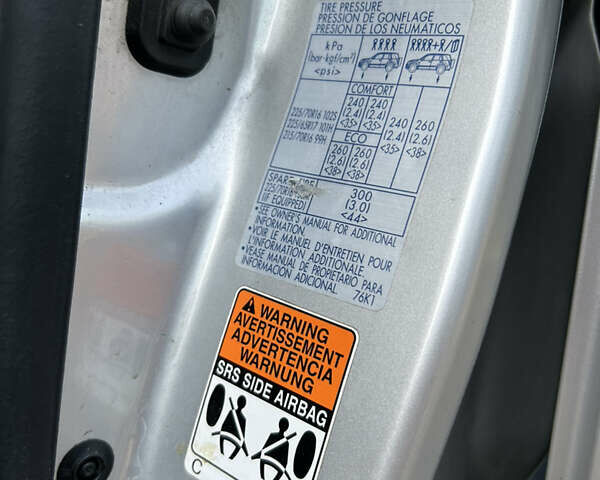 TIRE PRESSURE
PRESSION DE GONFLAGE
PRESION DE LOS NEUMÁTICOS
kPa
(bar·kgf/cm²)
<psi>
COMFORT
225/70R16 102S
225/65R17 101H
215/70R16 99H
240 240
(2.4) (2.4)
<35> <35>
ECO
260 260
(2.6) (2.6)
<38> <38>
240
(2.4)
<35>
260
(2.6)
<38>
(IF EQUIPPED)
300
(3.0)
<44>
OWNER'S MANUAL FOR ADDITIONAL
INFORMATION.
•VOIR LE MANUEL D'ENTRETIEN POUR
L'INFORMATION ADDITIONALE.
•VEASE MANUAL DE PROPIETARIO PARA
INFORMACIÓN ADICIONAL 76K1
WARNING
AVERTISSEMENT
ADVERTENCIA
WARNUNG
SRS SIDE AIRBAG
C